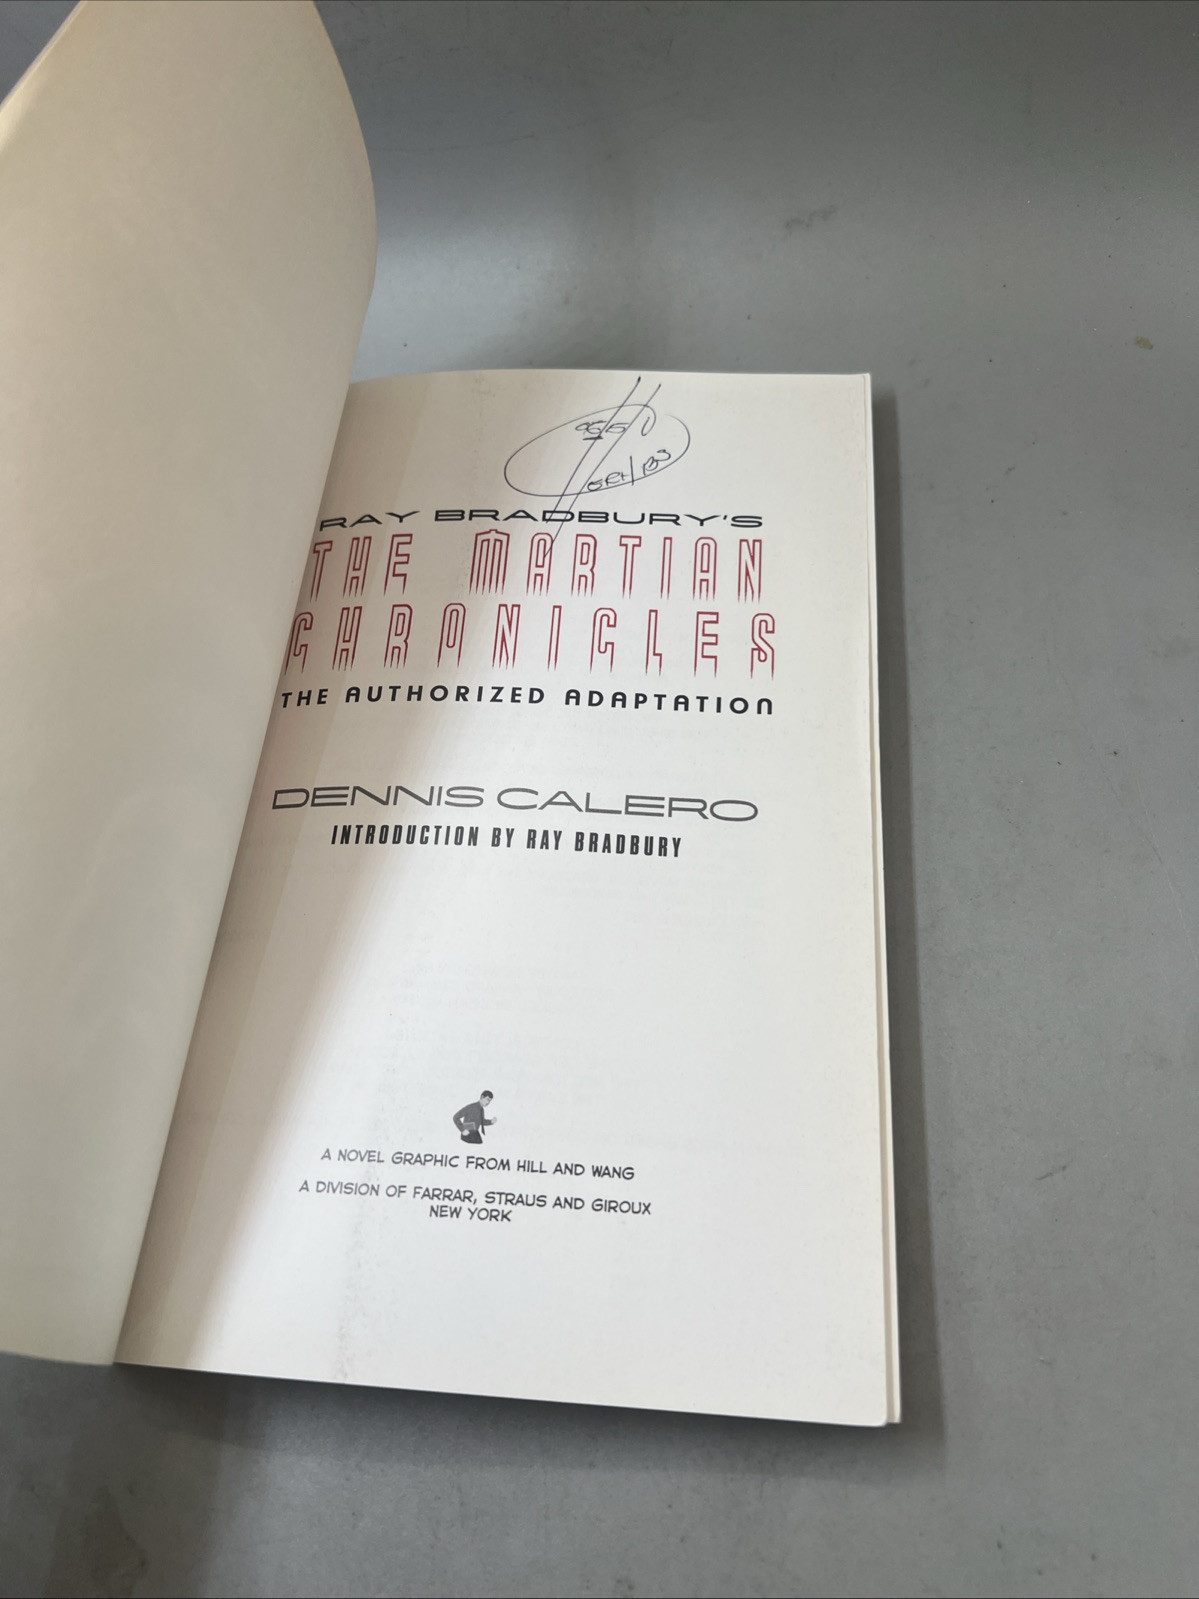 RAY BRADBURY'S
THE MARTIAN
CHRONICLES
THE AUTHORIZED ADAPTATION
DENNIS CALERO
INTRODUCTION BY RAY BRADBURY
A NOVEL GRAPHIC FROM HILL AND WANG
A DIVISION OF FARRAR, STRAUS AND GIROUX
NEW YORK